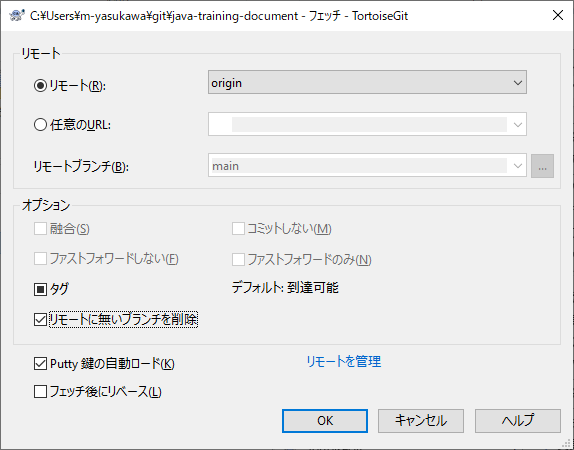 C:¥Users¥m-yasukawa¥git¥java-training-document - フェッチ - TortoiseGit
リモート
リモート(R): origin
任意のURL:
リモートブランチ(B): main ...
オプション
融合(S) コミットしない(M)
ファストフォワードしない(F) ファストフォワードのみ(N)
タグ デフォルト: 到達可能
リモートに無いブランチを削除
Putty 鍵の自動ロード(K) リモートを管理
フェッチ後にリベース(L)
OK キャンセル ヘルプ